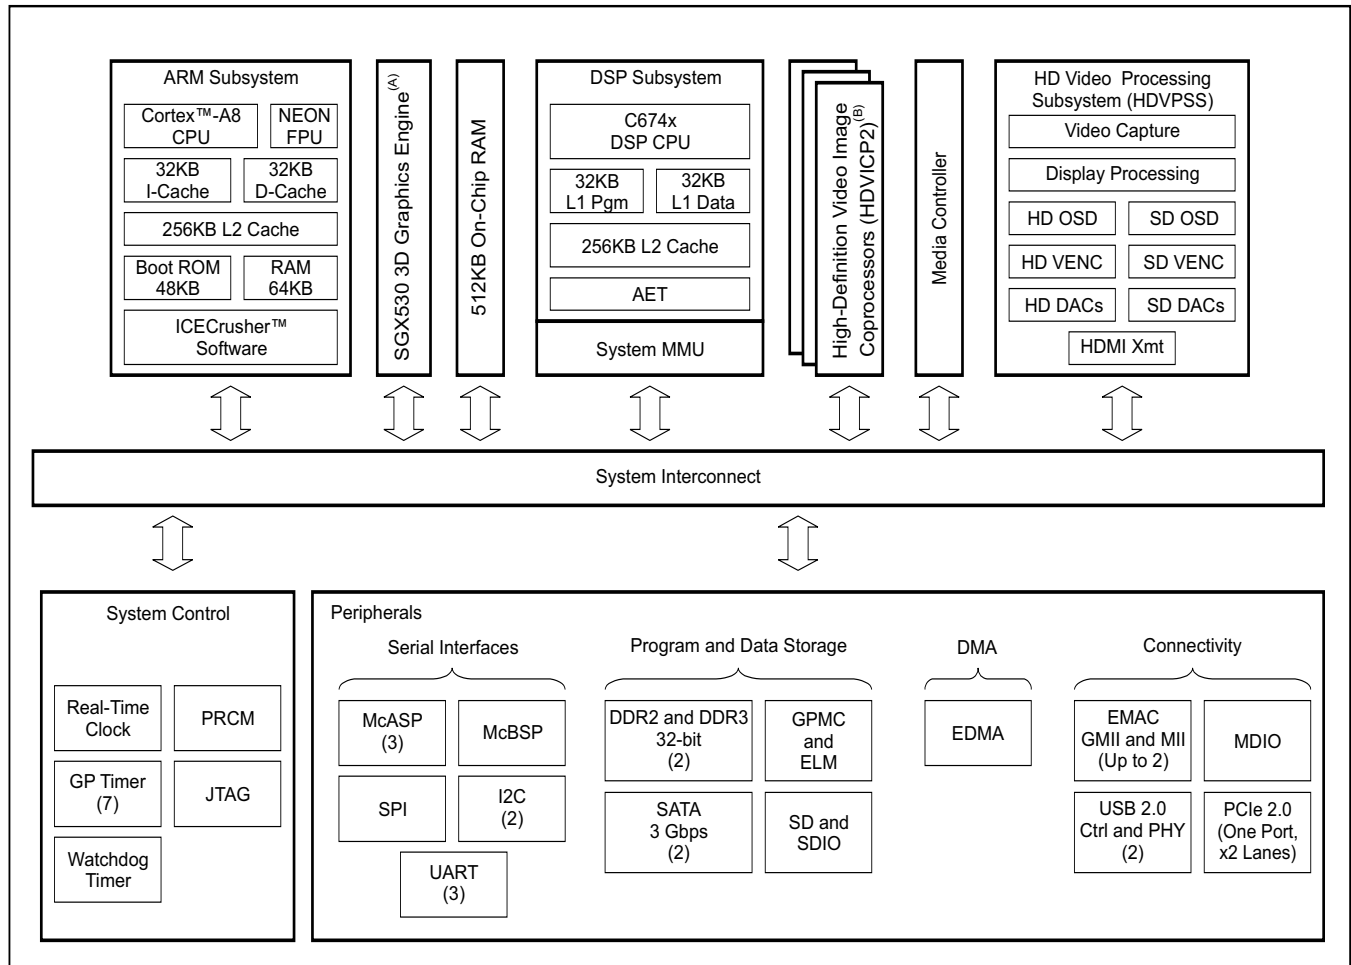 ARM Subsystem
Cortex™-A8
CPU
NEON
FPU
32KB
I-Cache
32KB
D-Cache
256KB L2 Cache
Boot ROM
48KB
RAM
64KB
ICECrusher™
Software
SGX530 3D Graphics Engine(A)
512KB On-Chip RAM
DSP Subsystem
C674x
DSP CPU
32KB
L1 Pgm
32KB
L1 Data
256KB L2 Cache
AET
System MMU
High-Definition Video Image
Coprocessors (HDVICP2)(B)
Media Controller
HD Video Processing
Subsystem (HDVPSS)
Video Capture
Display Processing
HD OSD
SD OSD
HD VENC
SD VENC
HD DACs
SD DACs
HDMI Xmt
System Interconnect
System Control
Real-Time
Clock
PRCM
GP Timer
(7)
JTAG
Watchdog
Timer
Peripherals
Serial Interfaces
McASP
(3)
McBSP
SPI
I2C
(2)
UART
(3)
Program and Data Storage
DDR2 and DDR3
32-bit
(2)
GPMC
and
ELM
SATA
3 Gbps
(2)
SD and
SDIO
DMA
EDMA
Connectivity
EMAC
GMII and MII
(Up to 2)
MDIO
USB 2.0
Ctrl and PHY
(2)
PCIe 2.0
(One Port,
x2 Lanes)